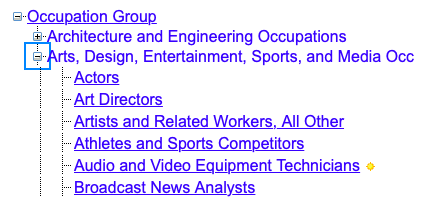 Occupation Group
Architecture and Engineering Occupations
Arts, Design, Entertainment, Sports, and Media Occ
Actors
Art Directors
Artists and Related Workers, All Other
Athletes and Sports Competitors
Audio and Video Equipment Technicians
Broadcast News Analysts